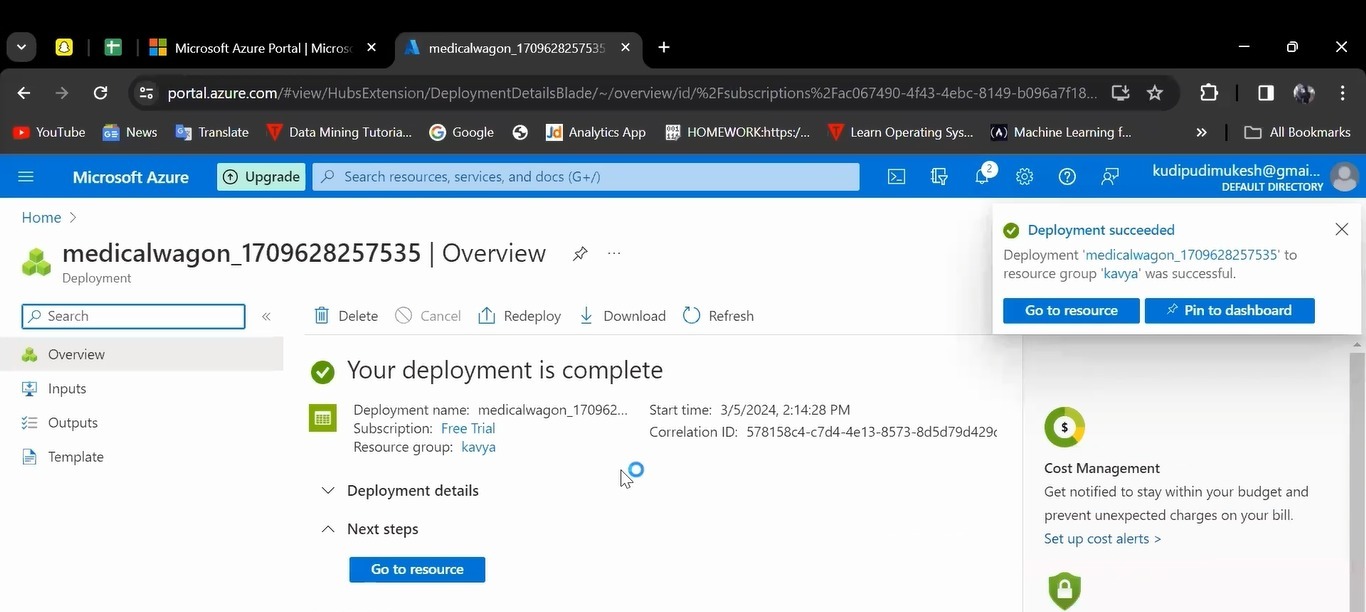 Microsoft Azure Portal | Micros
medicalwagon_1709628257535
portal.azure.com/#view/HubsExtension/DeploymentDetailsBlade/~/overview/id/%2Fsubscriptions%2Fac067490-4f43-4ebc-8149-b096a7f18...
YouTube News Translate Data Mining Tutoria... Google Analytics App HOMEWORK:https:/... Learn Operating Sys... Machine Learning f... » All Bookmarks
Microsoft Azure Upgrade Search resources, services, and docs (G+/) 2 kudipudimukesh@gmai...
DEFAULT DIRECTORY
Home >
medicalwagon_1709628257535 | Overview ...
Deployment
Deployment succeeded
Deployment 'medicalwagon_1709628257535' to
resource group 'kavya' was successful.
Go to resource Pin to dashboard
Search «
Delete Cancel Redeploy Download Refresh
Overview
Inputs
Outputs
Template
Your deployment is complete
Deployment name: medicalwagon_170962... Start time: 3/5/2024, 2:14:28 PM
Subscription: Free Trial Correlation ID: 578158c4-c7d4-4e13-8573-8d5d79d429c
Resource group: kavya
Deployment details
Next steps
Go to resource
$
Cost Management
Get notified to stay within your budget and
prevent unexpected charges on your bill.
Set up cost alerts >